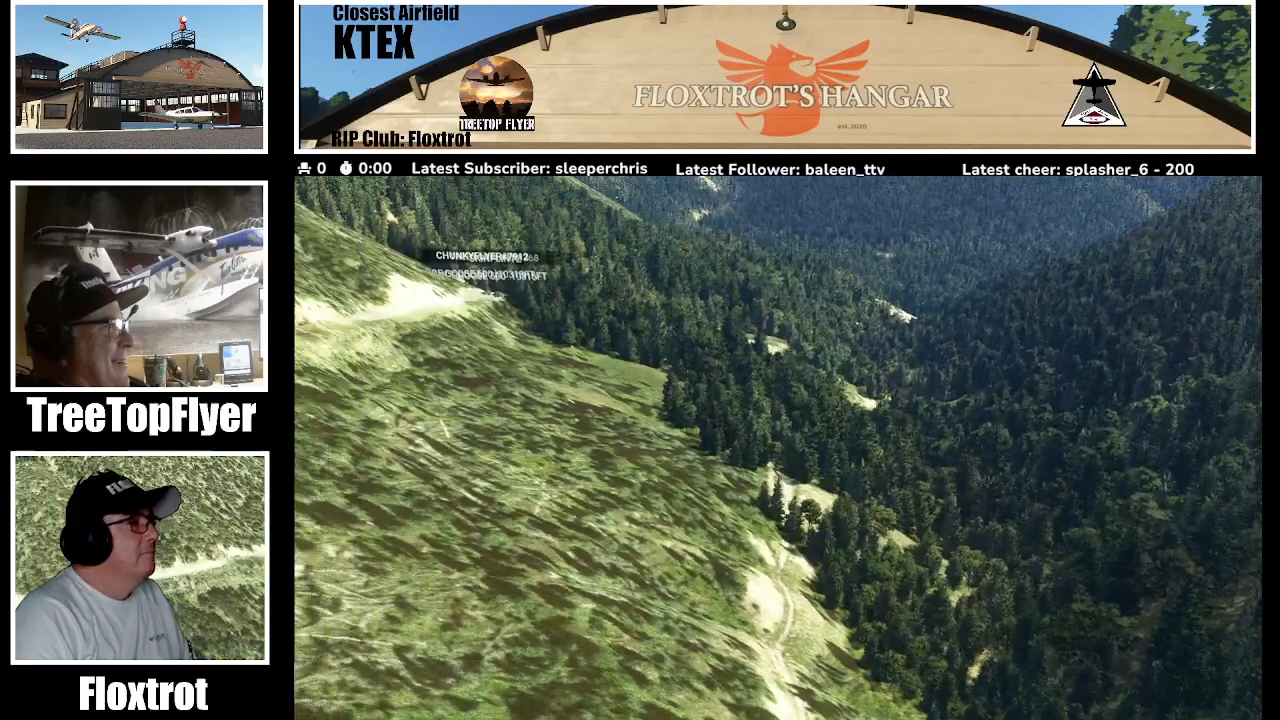 Closest Airfield
KTEX
FLOXTROT'S HANGAR
est. 2020
TREETOP FLYER
RIP Club: Floxtrot
0 0:00 Latest Subscriber: sleeperchris Latest Follower: baleen_ttv Latest cheer: splasher_6 - 200
TreeTopFlyer
Floxtrot